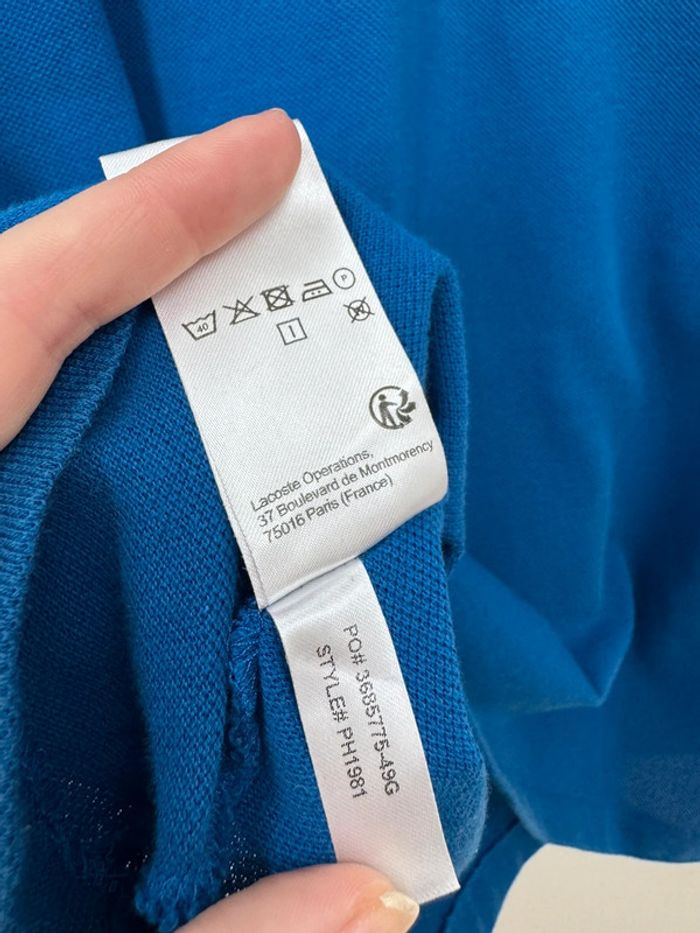 40
P
Lacoste Operations,
37 Boulevard de Montmorency
75016 Paris (France)
PO# 3685775-49G
STYLE# PH1981